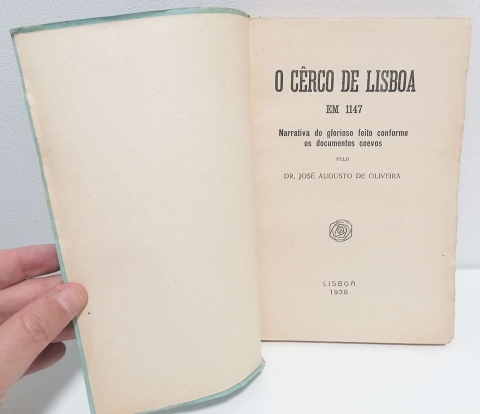 O CÊRCO DE LISBOA
EM 1147
Narrativa do glorioso feito conforme
os documentos coevos
PELO
DR. JOSÉ AUGUSTO DE OLIVEIRA
LISBOA
1938